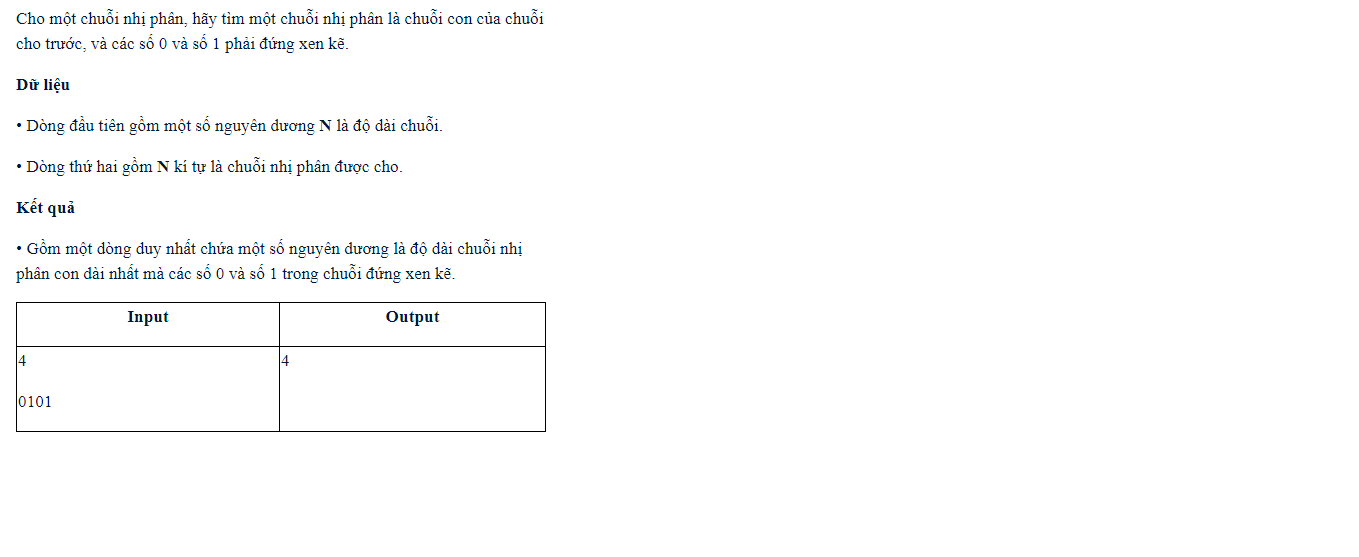 Cho một chuỗi nhị phân, hãy tìm một chuỗi nhị phân là chuỗi con của chuỗi
cho trước, và các số 0 và số 1 phải đứng xen kẽ.
Dữ liệu
• Dòng đầu tiên gồm một số nguyên dương N là độ dài chuỗi.
• Dòng thứ hai gồm N kí tự là chuỗi nhị phân được cho.
Kết quả
• Gồm một dòng duy nhất chứa một số nguyên dương là độ dài chuỗi nhị
phân con dài nhất mà các số 0 và số 1 trong chuỗi đứng xen kẽ.
Input Output
4 4
0101